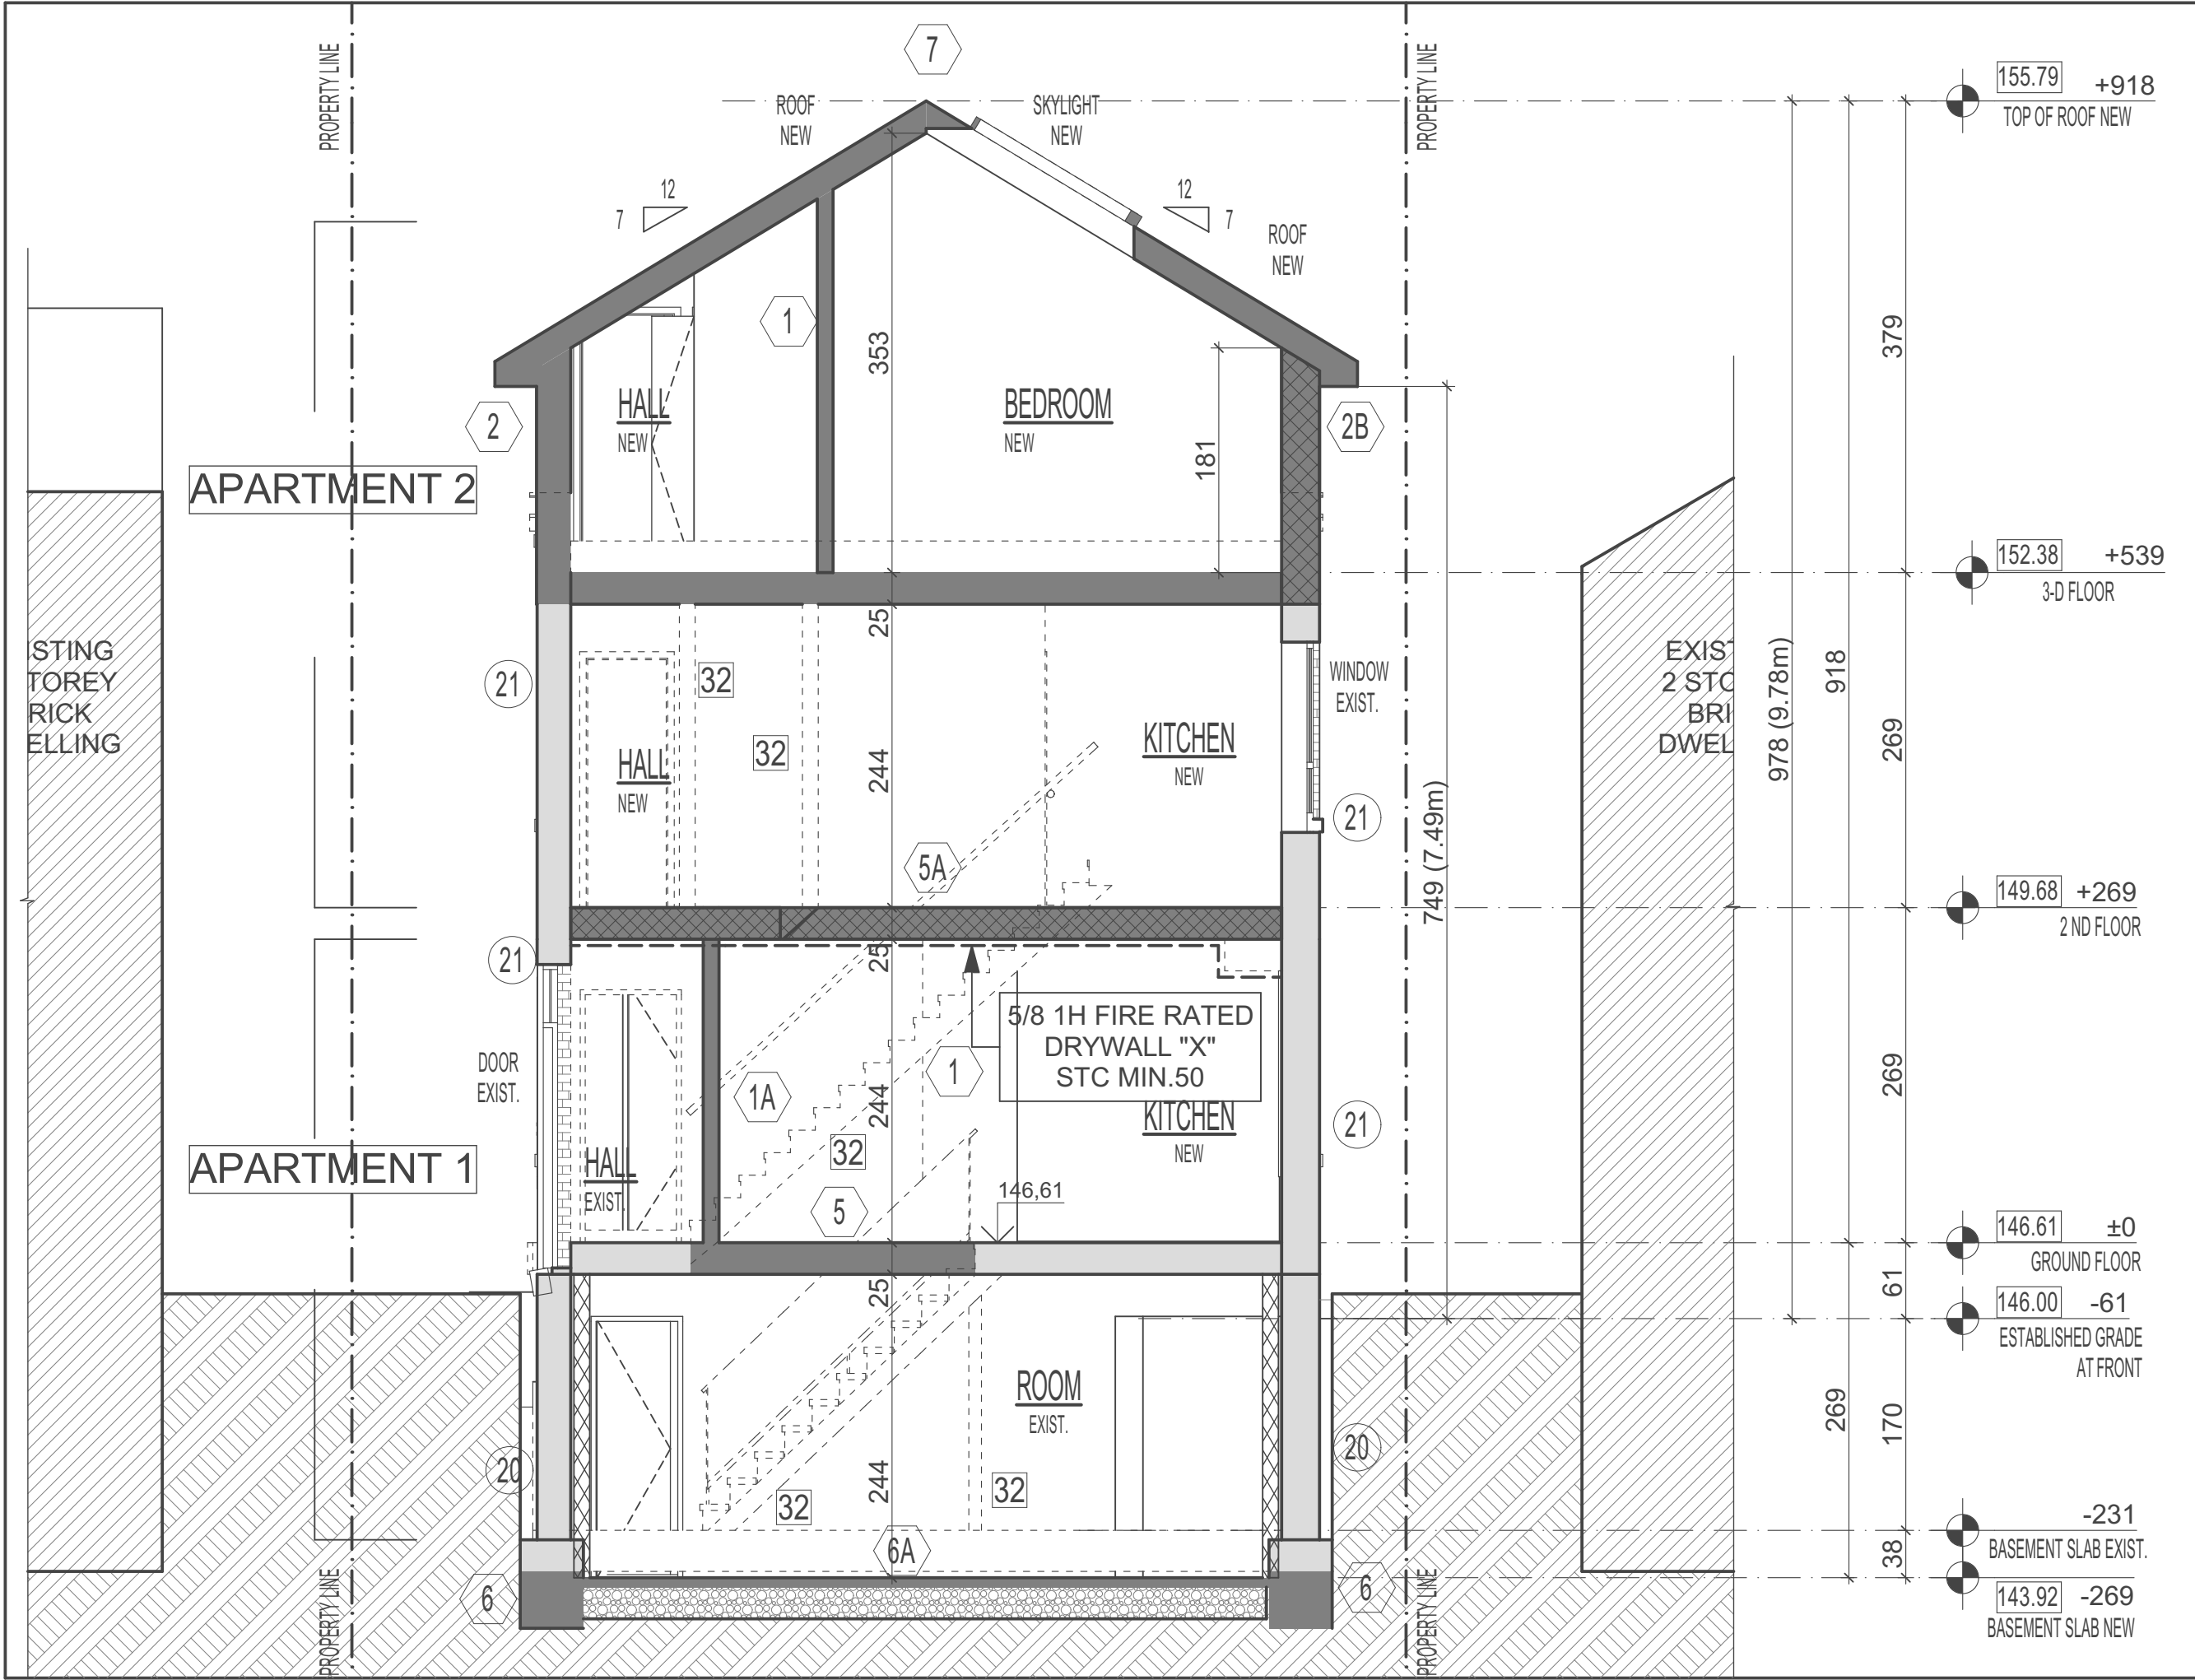 7
PROPERTY LINE
PROPERTY LINE
155.79 +918
TOP OF ROOF NEW
ROOF
NEW
SKYLIGHT
NEW
12
7
12
7
ROOF
NEW
1
353
379
HALL
NEW
BEDROOM
NEW
2
2B
181
APARTMENT 2
152.38 +539
3-D FLOOR
25
ISTING
TOREY
RICK
ELLING
21
32
32
WINDOW
EXIST.
EXIST
2 STO
BRI
DWEL
978 (9.78m)
918
269
HALL
NEW
244
KITCHEN
NEW
21
5A
749 (7.49m)
149.68 +269
2 ND FLOOR
21
25
5/8 1H FIRE RATED
DRYWALL "X"
STC MIN.50
DOOR
EXIST.
1A
244
1
269
KITCHEN
NEW
21
32
APARTMENT 1
HALL
EXIST.
5
146,61
146.61 ±0
GROUND FLOOR
25
61
146.00 -61
ESTABLISHED GRADE
AT FRONT
ROOM
EXIST.
269
170
20
20
244
32
32
-231
BASEMENT SLAB EXIST.
6A
38
6
6
143.92 -269
BASEMENT SLAB NEW
PROPERTY LINE
PROPERTY LINE